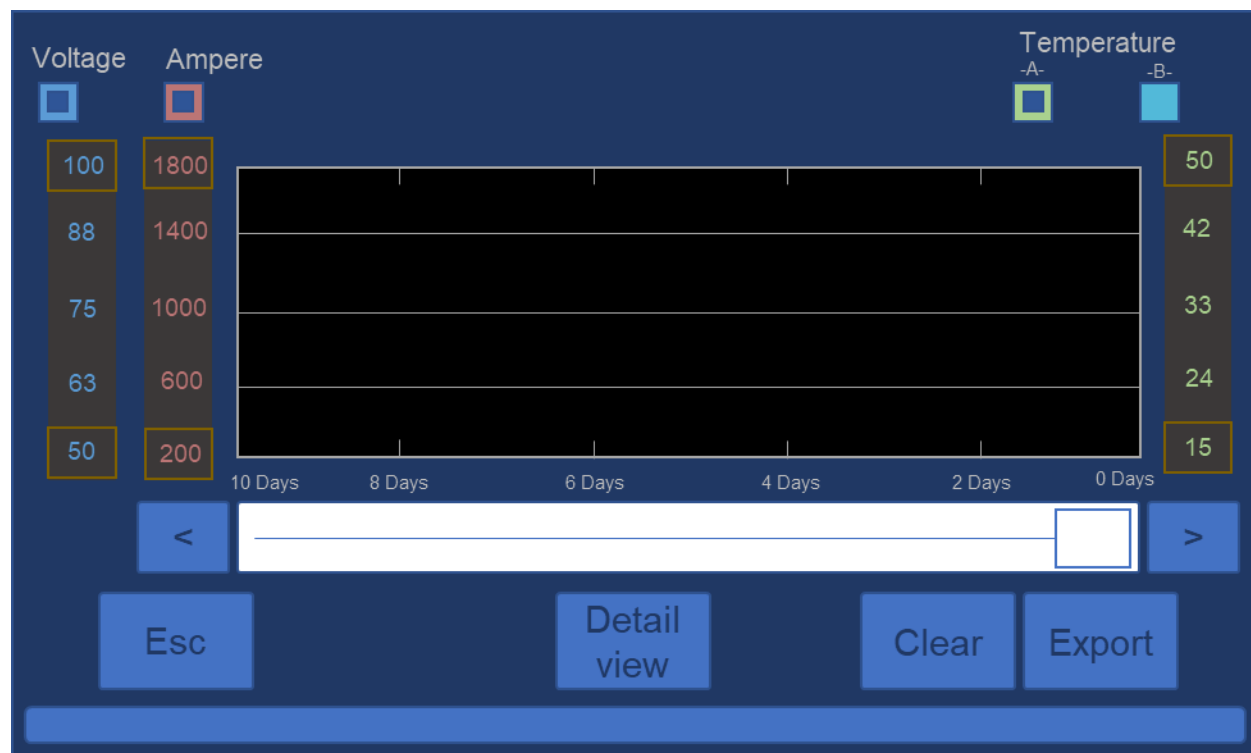 Voltage Ampere Temperature
-A- -B-
100 1800 50
88 1400 42
75 1000 33
63 600 24
50 200 15
10 Days 8 Days 6 Days 4 Days 2 Days 0 Days
< >
Esc Detail view Clear Export